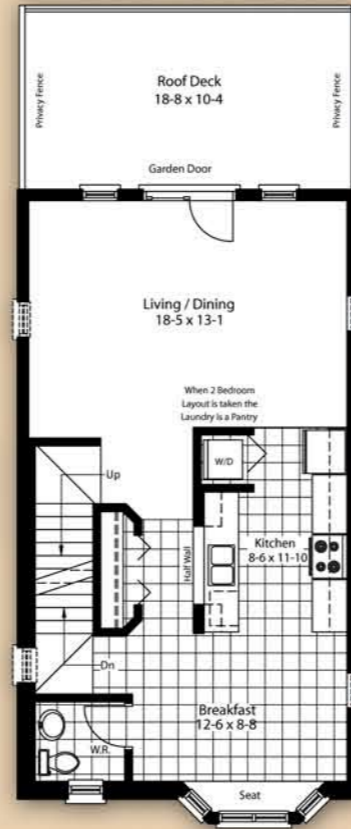 Roof Deck
18-8 x 10-4
Privacy Fence
Privacy Fence
Garden Door
Living / Dining
18-5 x 13-1
When 2 Bedroom
Layout is taken the
Laundry is a Pantry
W/D
Up
Kitchen
8-6 x 11-10
Half Wall
Dn
Breakfast
12-6 x 8-8
W.R.
Seat